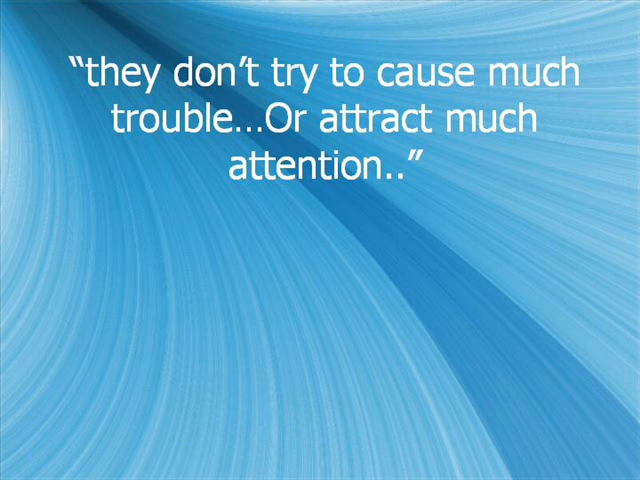 “they don’t try to cause much
trouble…Or attract much
attention..”